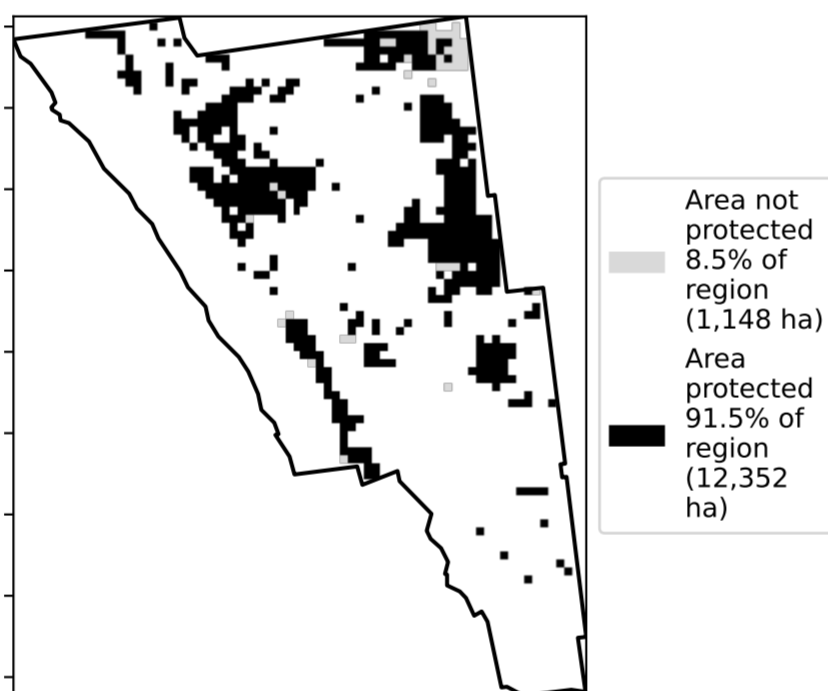 Area not
protected
8.5% of
region
(1,148 ha)
Area
protected
91.5% of
region
(12,352
ha)